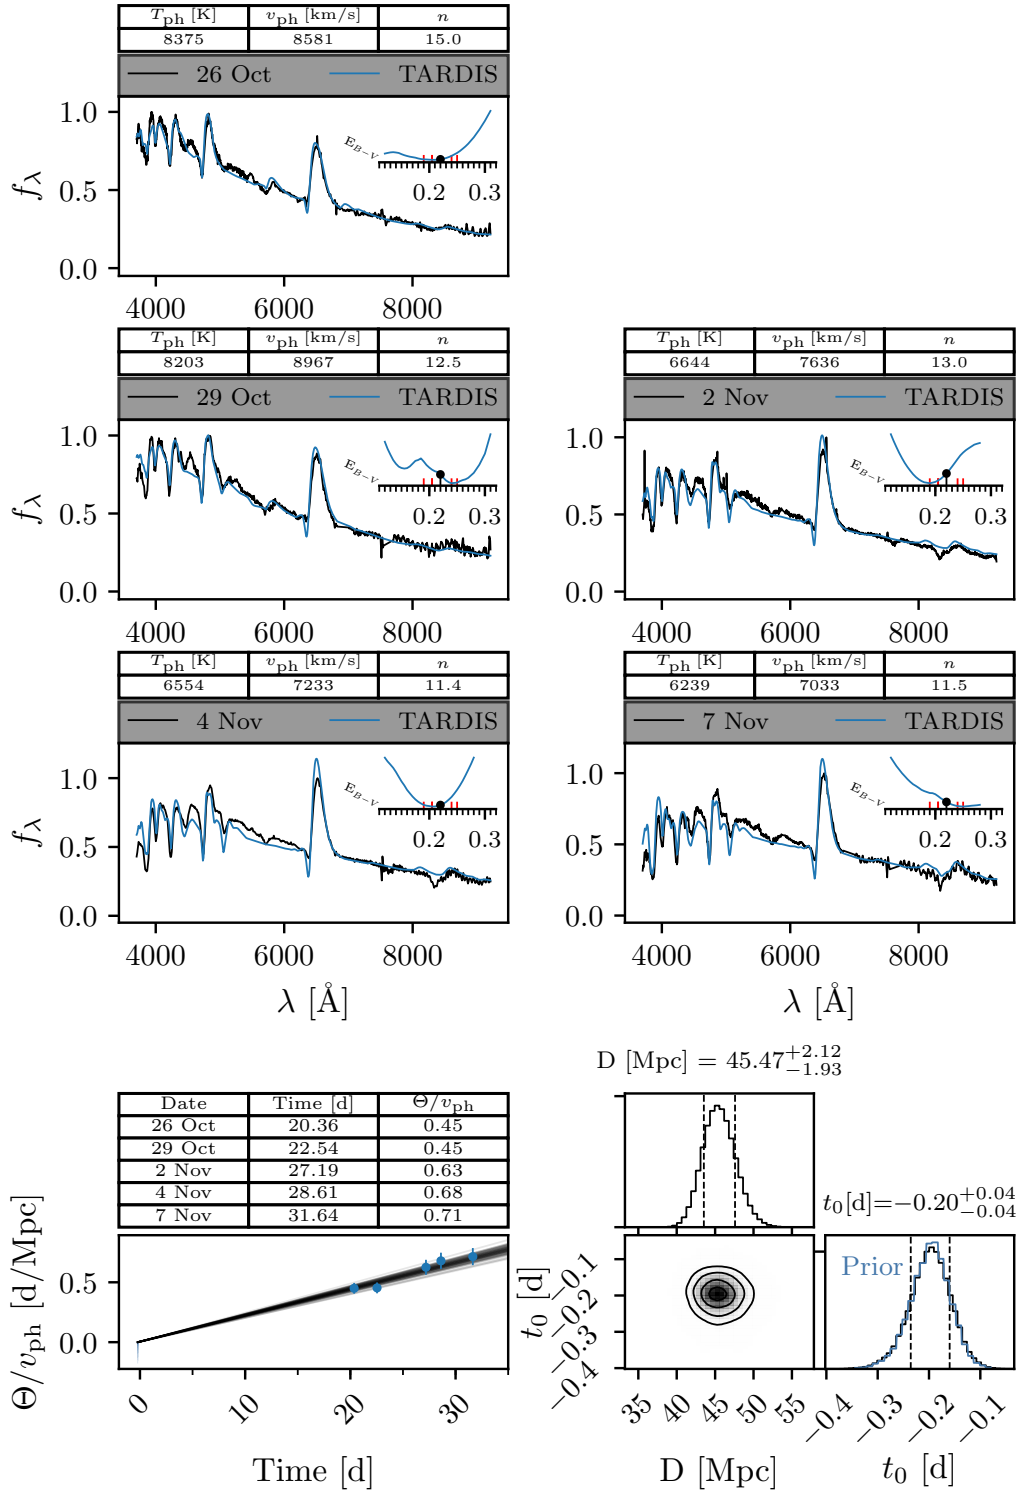 T_ph [K] v_ph [km/s] n
8375 8581 15.0
26 Oct TARDIS
1.0
0.5
0.0
f_λ
E_{B−V}
0.2 0.3
4000 6000 8000
T_ph [K] v_ph [km/s] n
8203 8967 12.5
29 Oct TARDIS
1.0
0.5
0.0
f_λ
E_{B−V}
0.2 0.3
4000 6000 8000
T_ph [K] v_ph [km/s] n
6644 7636 13.0
2 Nov TARDIS
1.0
0.5
0.0
E_{B−V}
0.2 0.3
4000 6000 8000
T_ph [K] v_ph [km/s] n
6554 7233 11.4
4 Nov TARDIS
1.0
0.5
0.0
f_λ
E_{B−V}
0.2 0.3
4000 6000 8000
λ [Å]
T_ph [K] v_ph [km/s] n
6239 7033 11.5
7 Nov TARDIS
1.0
0.5
0.0
E_{B−V}
0.2 0.3
4000 6000 8000
λ [Å]
Date Time [d] Θ/v_ph
26 Oct 20.36 0.45
29 Oct 22.54 0.45
2 Nov 27.19 0.63
4 Nov 28.61 0.68
7 Nov 31.64 0.71
Θ/v_ph [d/Mpc]
0.5
0.0
0 20 30
Time [d]
D [Mpc] = 45.47^{+2.12}_{−1.93}
t_0[d]=−0.20^{+0.04}_{−0.04}
t_0 [d]
−0.1
−0.2
−0.3
−0.4
35 40 45 50 55
D [Mpc]
Prior
−0.4 −0.3 −0.2 −0.1
t_0 [d]